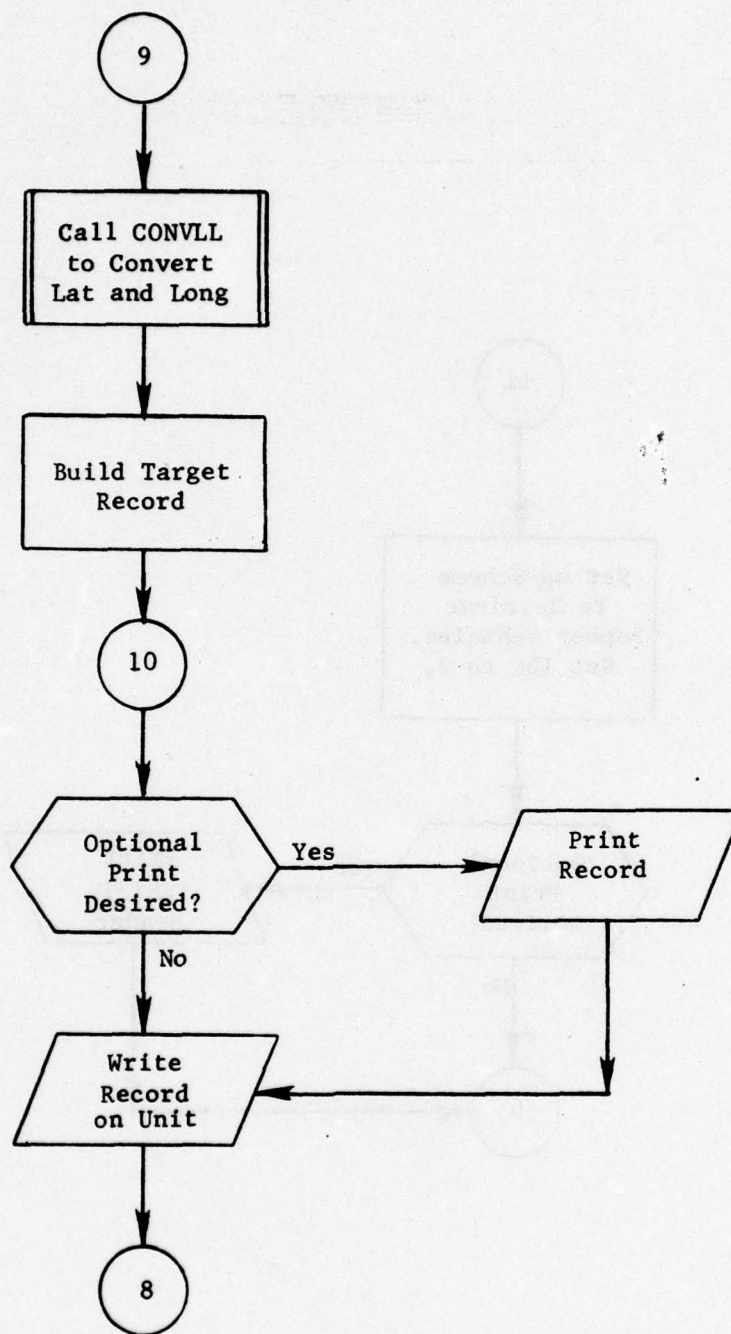 9
Call CONVLL
to Convert
Lat and Long
Build Target
Record
10
Optional
Print
Desired?
Yes
Print
Record
No
Write
Record
on Unit
8